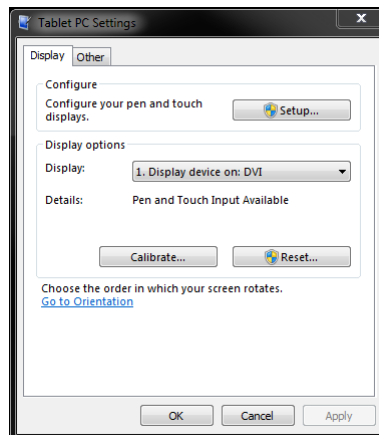 Tablet PC Settings
x
Display Other
Configure
Configure your pen and touch
displays.
Setup...
Display options
Display:
1. Display device on: DVI
Details:
Pen and Touch Input Available
Calibrate...
Reset...
Choose the order in which your screen rotates.
Go to Orientation
OK Cancel Apply